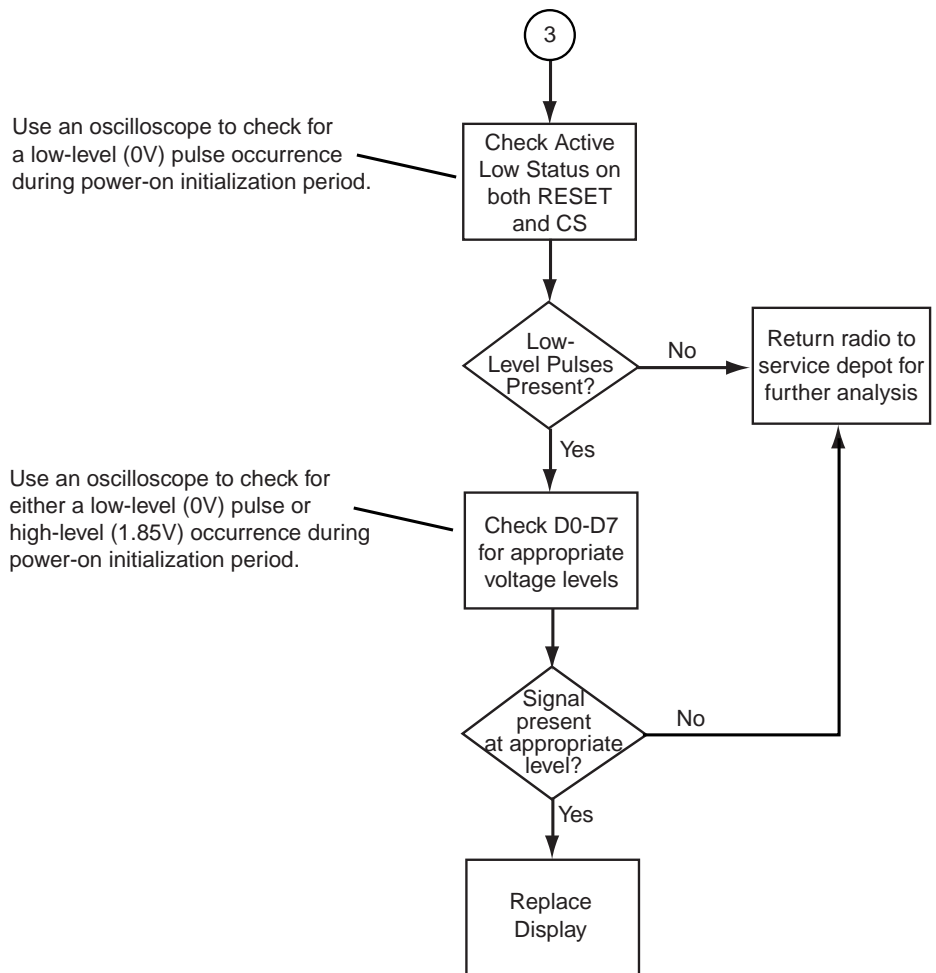 3
Use an oscilloscope to check for
a low-level (0V) pulse occurrence
during power-on initialization period.
Check Active
Low Status on
both RESET
and CS
Low-
Level Pulses
Present?
No
Return radio to
service depot for
further analysis
Yes
Use an oscilloscope to check for
either a low-level (0V) pulse or
high-level (1.85V) occurrence during
power-on initialization period.
Check D0-D7
for appropriate
voltage levels
Signal
present
at appropriate
level?
No
Yes
Replace
Display